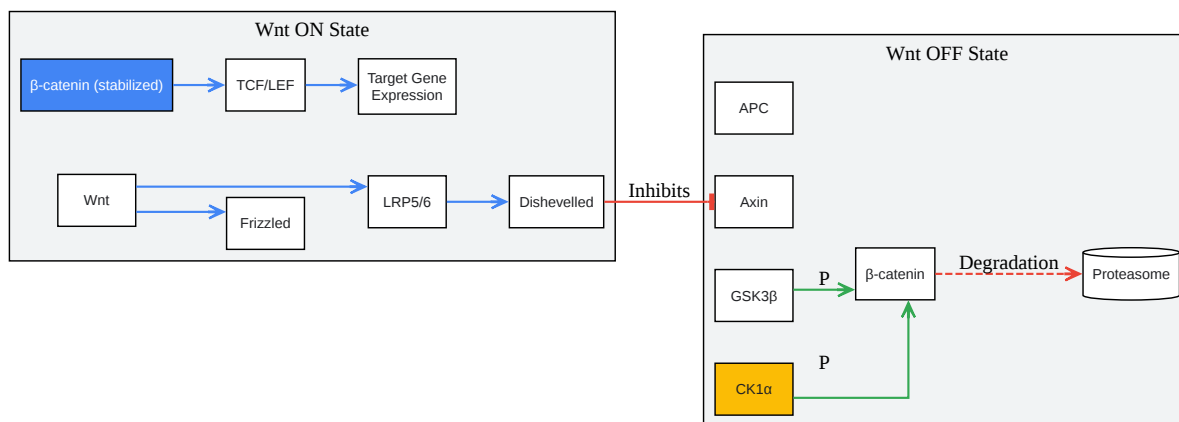 Wnt ON State
β-catenin (stabilized)
TCF/LEF
Target Gene
Expression
Wnt
Frizzled
LRP5/6
Dishevelled
Inhibits
Wnt OFF State
APC
Axin
GSK3β
P
β-catenin
Degradation
Proteasome
CK1α
P